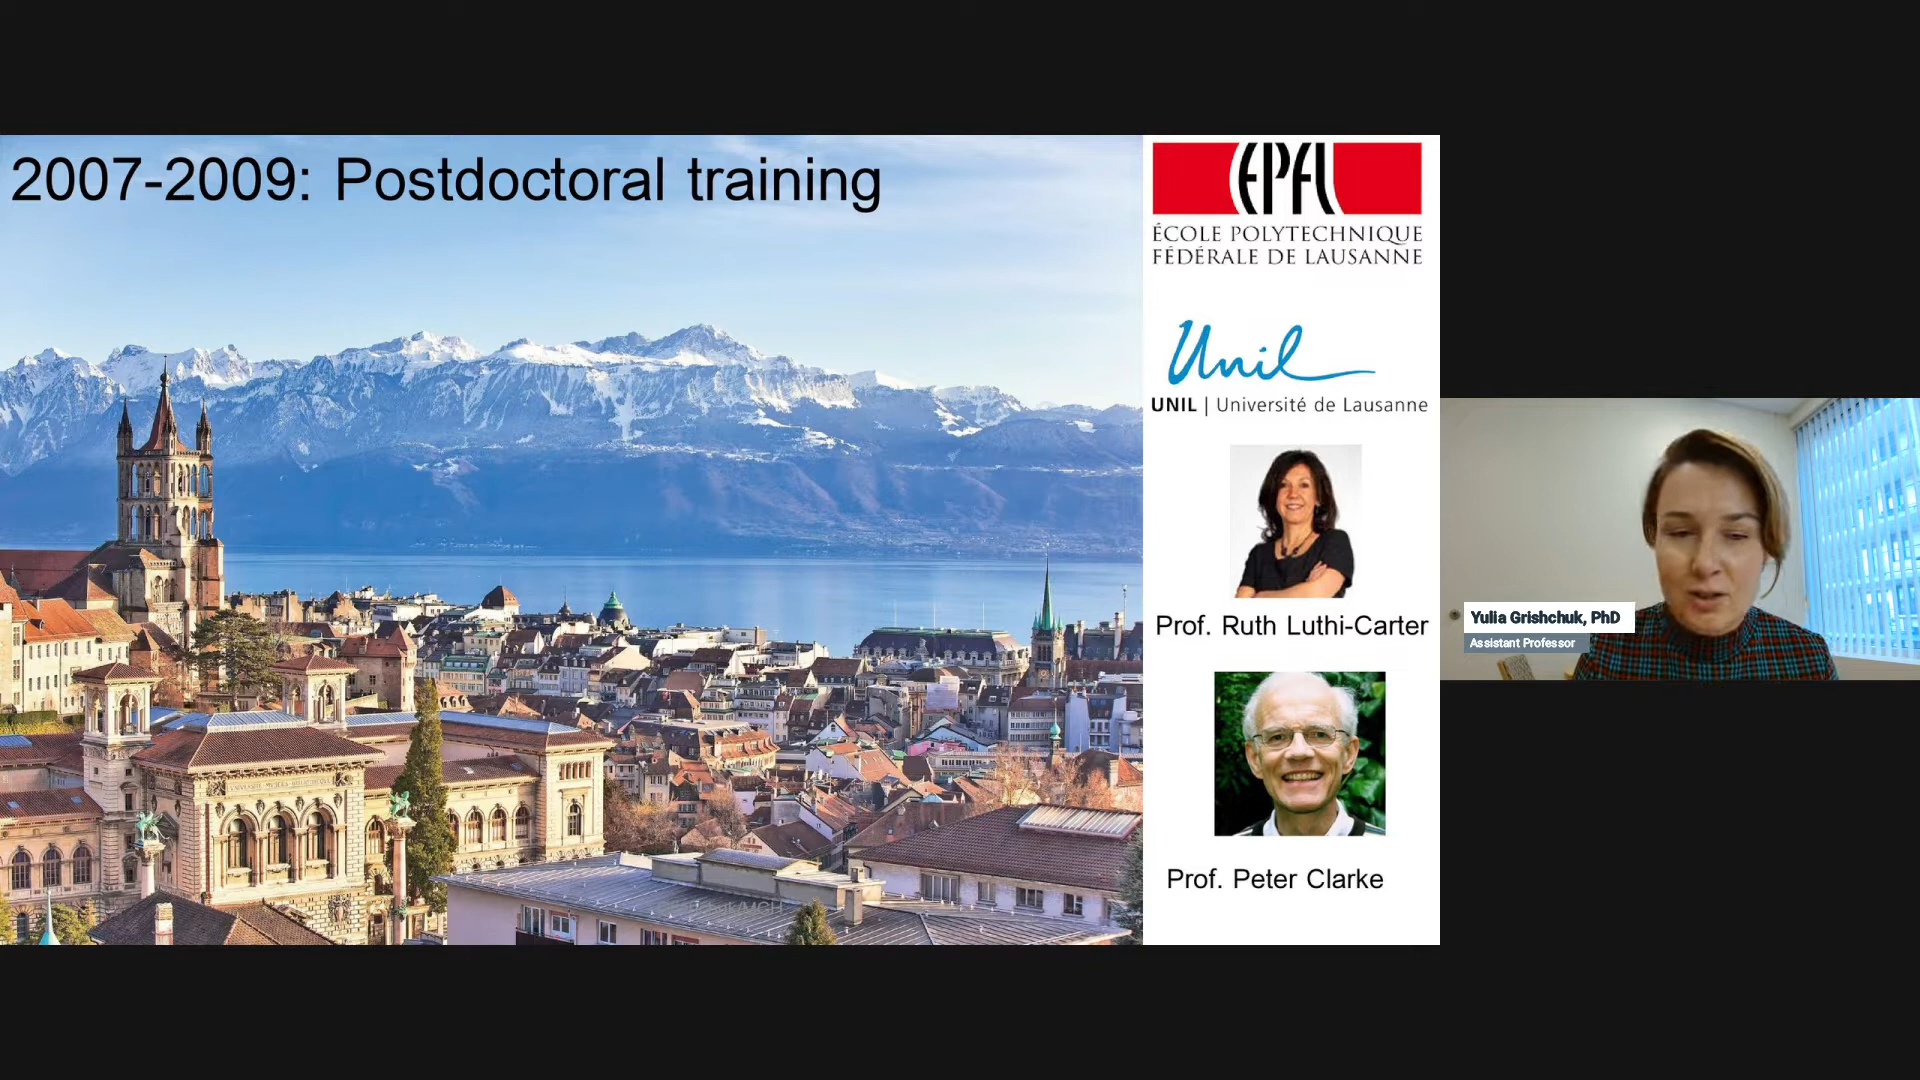 2007-2009: Postdoctoral training
EPFL
ÉCOLE POLYTECHNIQUE
FÉDÉRALE DE LAUSANNE
Unil
UNIL | Université de Lausanne
Prof. Ruth Luthi-Carter
Prof. Peter Clarke
Yulia Grishchuk, PhD
Assistant Professor